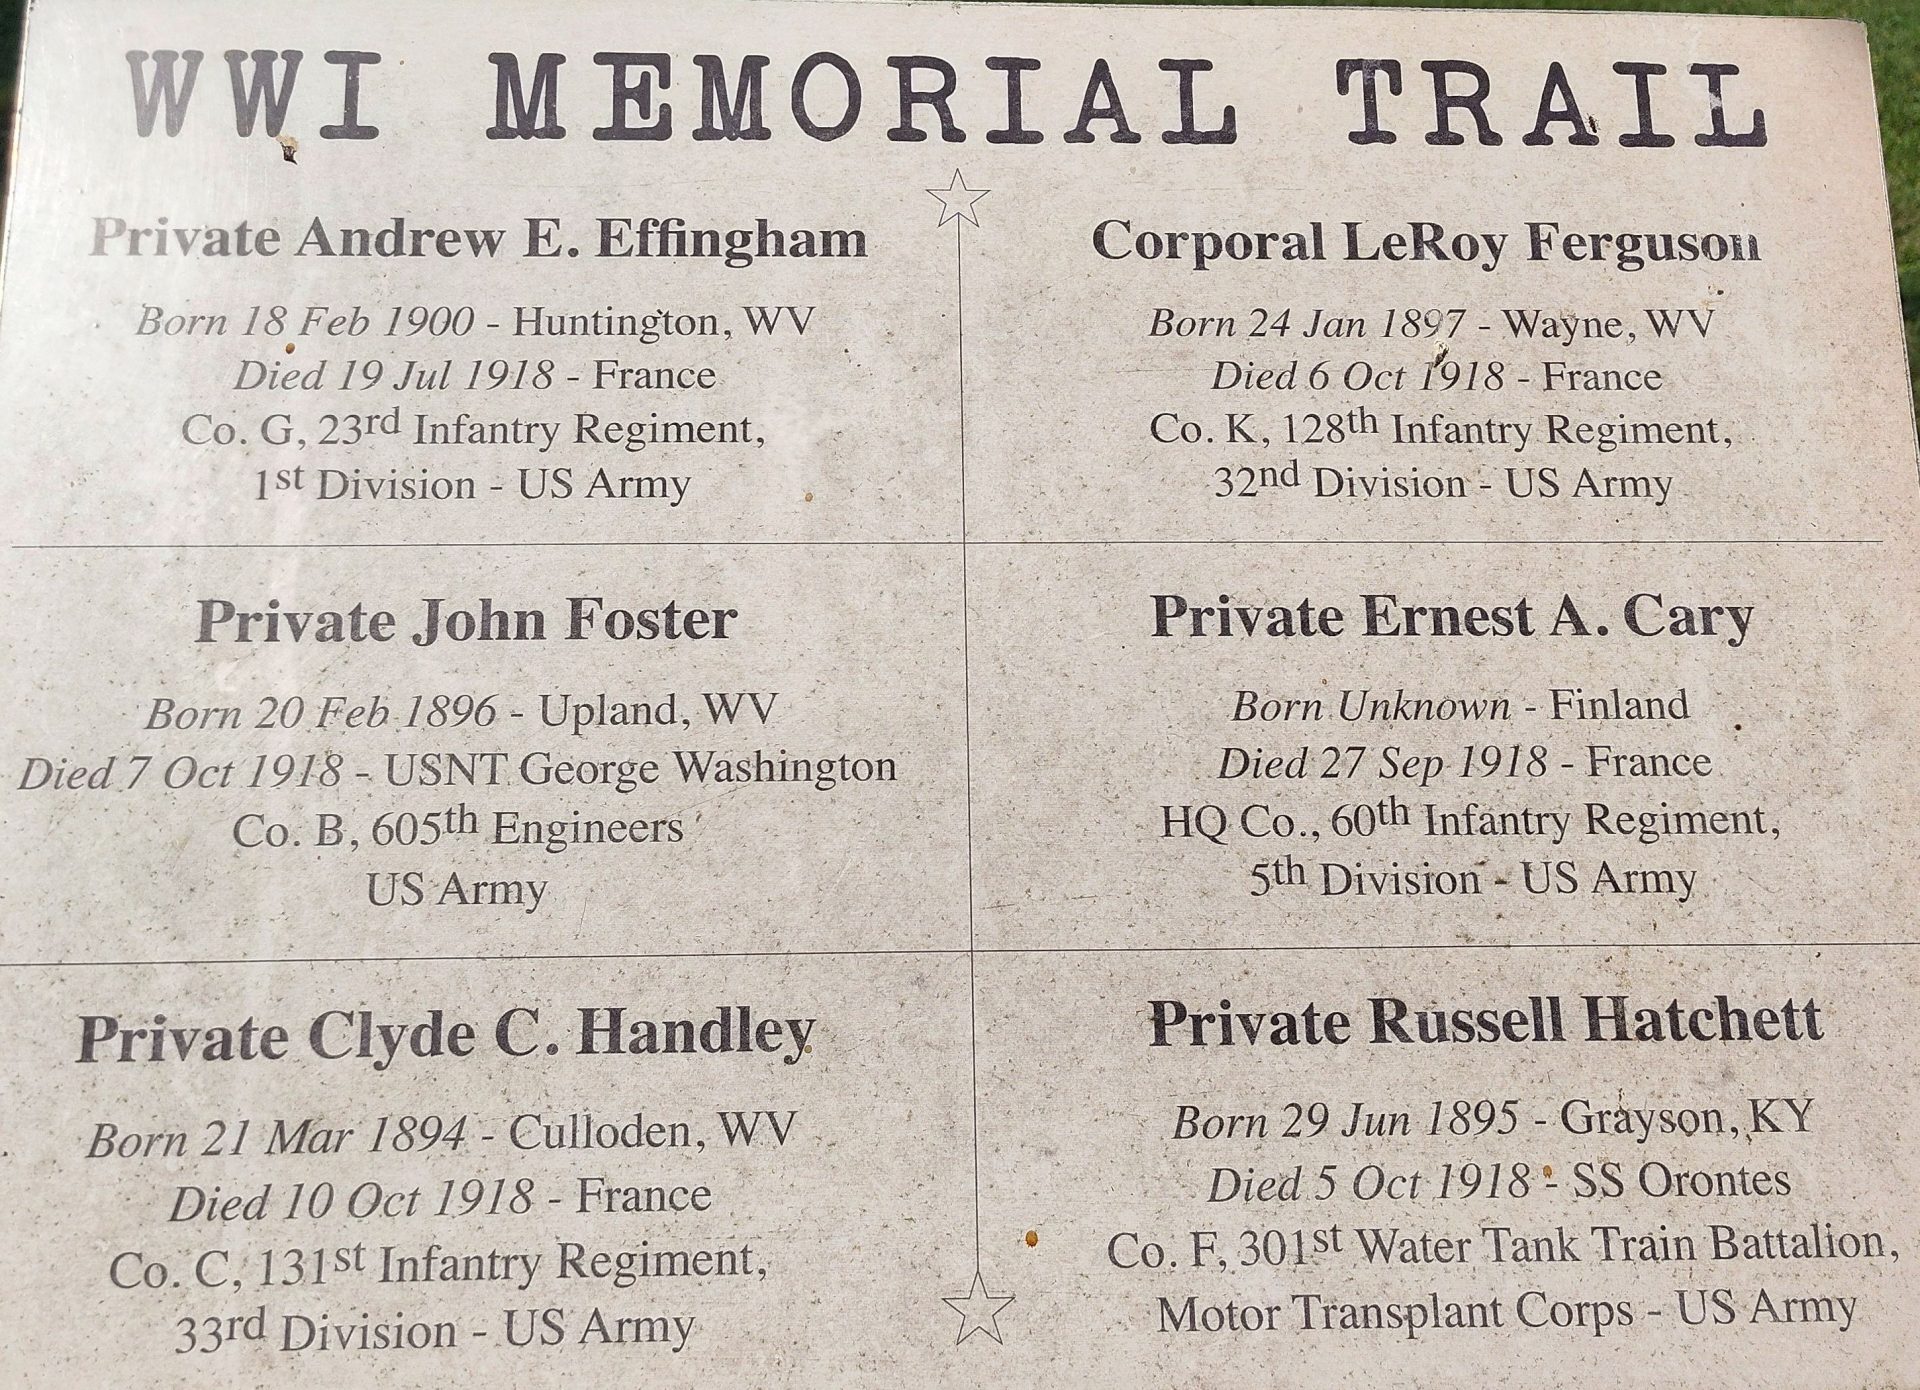 WWI MEMORIAL TRAIL
Private Andrew E. Effingham
Born 18 Feb 1900 - Huntington, WV
Died 19 Jul 1918 - France
Co. G, 23rd Infantry Regiment,
1st Division - US Army
Corporal LeRoy Ferguson
Born 24 Jan 1897 - Wayne, WV
Died 6 Oct 1918 - France
Co. K, 128th Infantry Regiment,
32nd Division - US Army
Private John Foster
Born 20 Feb 1896 - Upland, WV
Died 7 Oct 1918 - USNT George Washington
Co. B, 605th Engineers
US Army
Private Ernest A. Cary
Born Unknown - Finland
Died 27 Sep 1918 - France
HQ Co., 60th Infantry Regiment,
5th Division - US Army
Private Clyde C. Handley
Born 21 Mar 1894 - Culloden, WV
Died 10 Oct 1918 - France
Co. C, 131st Infantry Regiment,
33rd Division - US Army
Private Russell Hatchett
Born 29 Jun 1895 - Grayson, KY
Died 5 Oct 1918 - SS Orontes
Co. F, 301st Water Tank Train Battalion,
Motor Transplant Corps - US Army